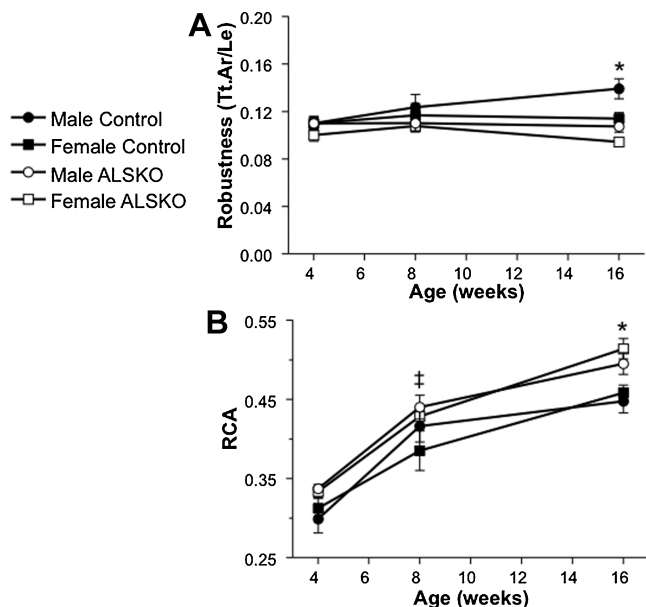 A
Robustness (Tt.Ar/Le)
0.20
0.16
0.12
0.08
0.04
0.00
*
4 6 8 10 12 14 16
Age (weeks)
Male Control
Female Control
Male ALSKO
Female ALSKO
B
RCA
0.55
0.45
0.35
0.25
‡
*
4 6 8 10 12 14 16
Age (weeks)